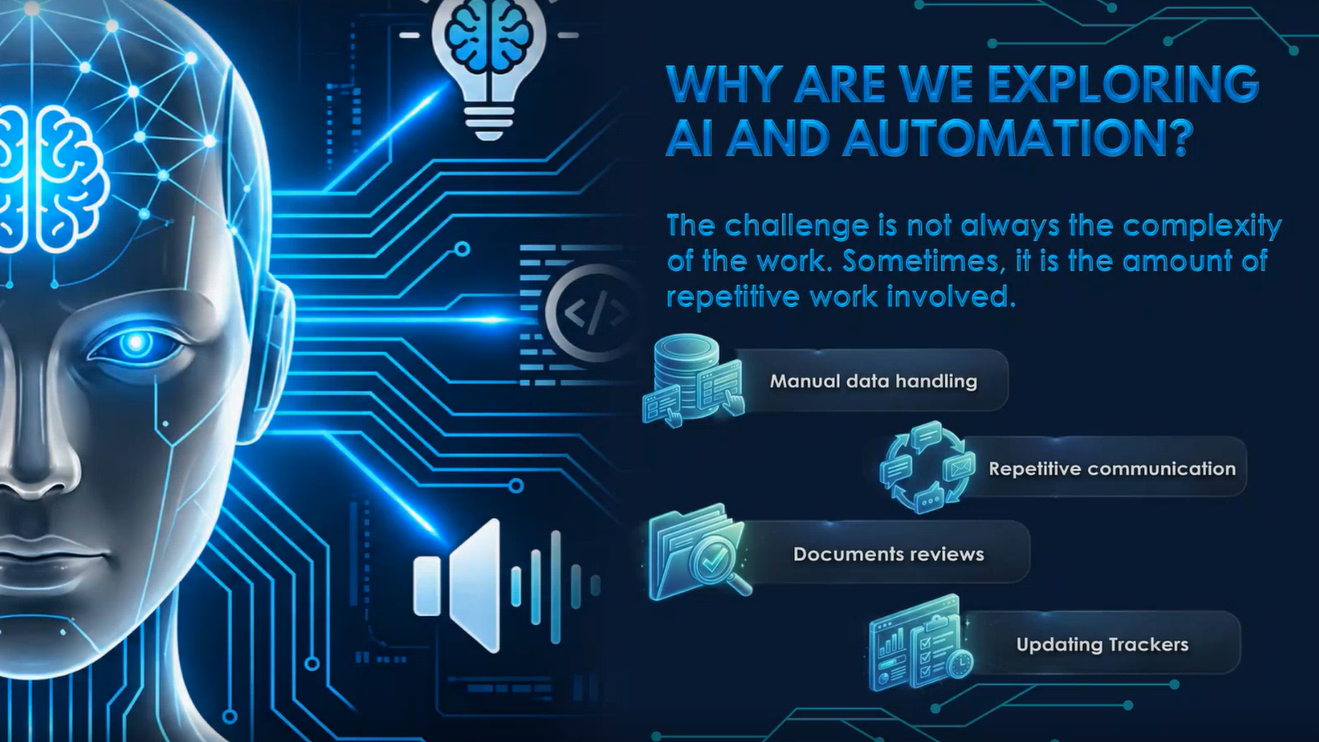 WHY ARE WE EXPLORING
AI AND AUTOMATION?
The challenge is not always the complexity
of the work. Sometimes, it is the amount of
repetitive work involved.
Manual data handling
Repetitive communication
Documents reviews
Updating Trackers